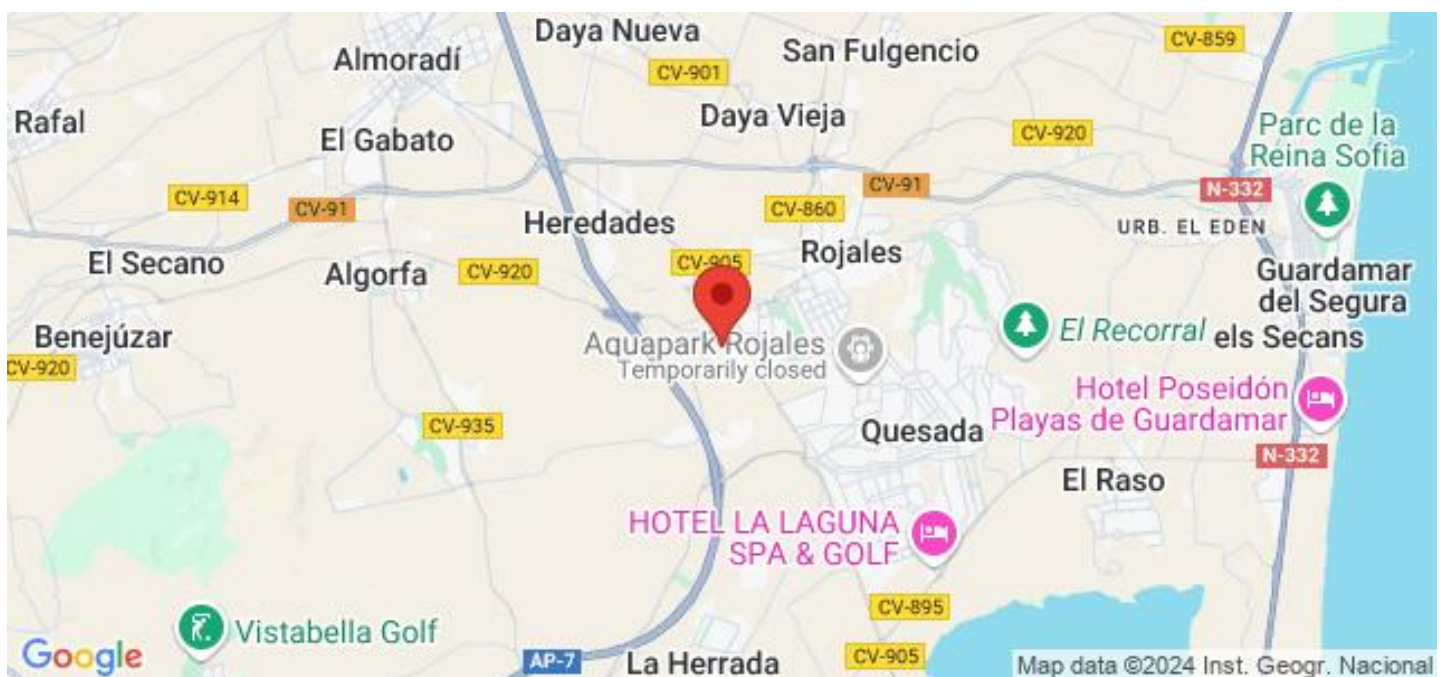 Daya Nueva
San Fulgencio
CV-859
Almoradí
CV-901
Rafal
Daya Vieja
Parc de la
Reina Sofia
El Gabato
CV-920
CV-914
CV-91
CV-91
N-332
Heredades
CV-860
URB. EL EDEN
El Secano
Algorfa
CV-920
CV-905
Rojales
Guardamar
del Segura
Benejúzar
Aquapark Rojales
Temporarily closed
El Recorral
els Secans
CV-920
Hotel Poseidón
Playas de Guardamar
CV-935
Quesada
N-332
El Raso
HOTEL LA LAGUNA
SPA & GOLF
CV-895
Vistabella Golf
Google
AP-7
La Herrada
CV-905
Map data ©2024 Inst. Geogr. Nacional